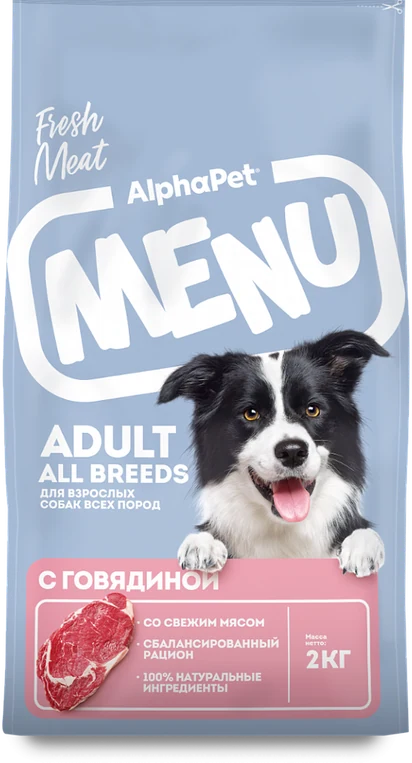 Fresh
Meat
AlphaPet®
MENU
ADULT
ALL BREEDS
ДЛЯ ВЗРОСЛЫХ
СОБАК ВСЕХ ПОРОД
С ГОВЯДИНОЙ
• СО СВЕЖИМ МЯСОМ
• СБАЛАНСИРОВАННЫЙ
РАЦИОН
• 100% НАТУРАЛЬНЫЕ
ИНГРЕДИЕНТЫ
Масса
нетто:
2КГ